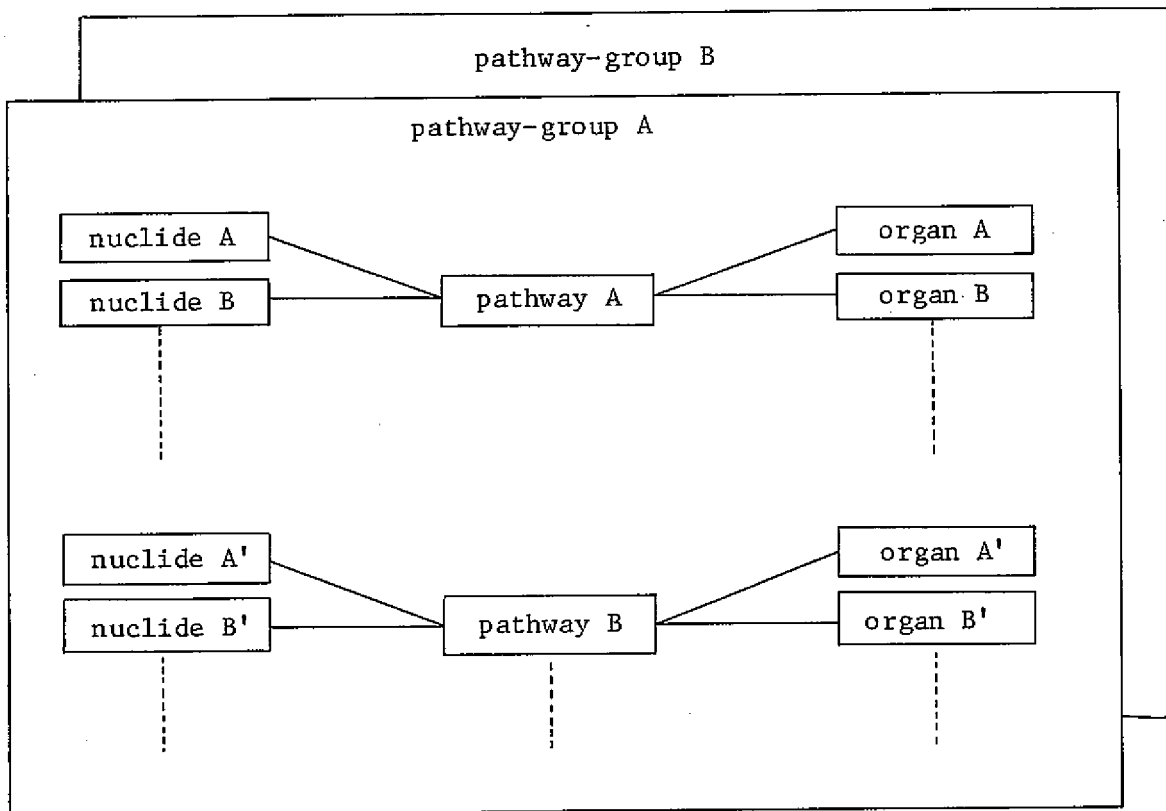 pathway-group B
pathway-group A
nuclide A
organ A
nuclide B
pathway A
organ B
nuclide A'
organ A'
nuclide B'
pathway B
organ B'